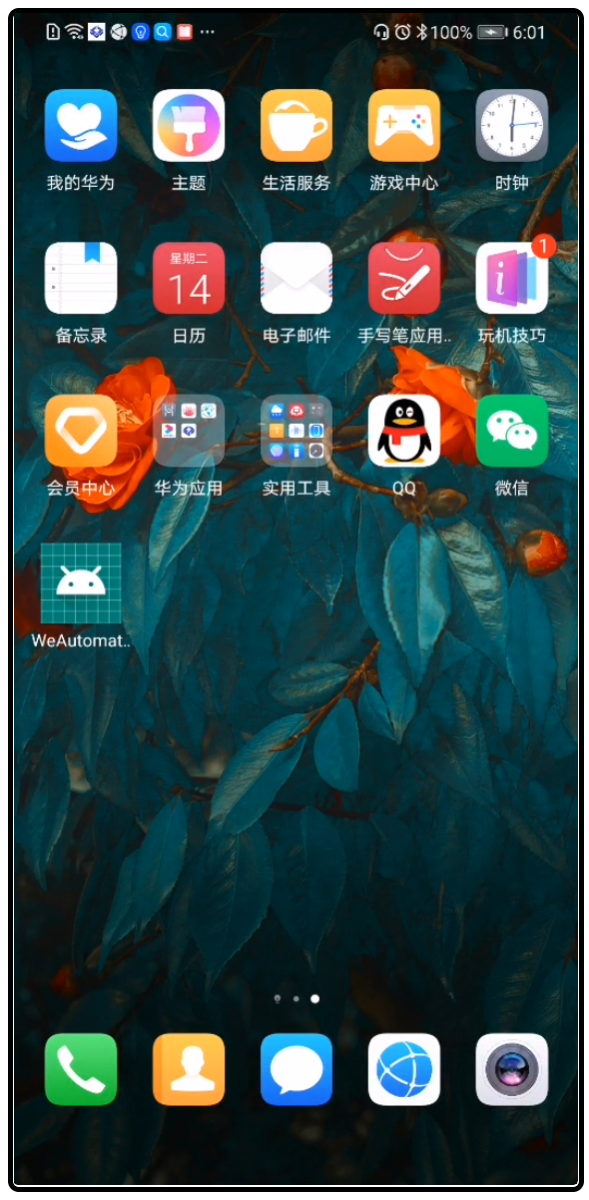 100% 6:01
我的华为 主题 生活服务 游戏中心 时钟
1
星期二
14
备忘录 日历 电子邮件 手写笔应用.. 玩机技巧
会员中心 华为应用 实用工具 QQ 微信
WeAutomat..